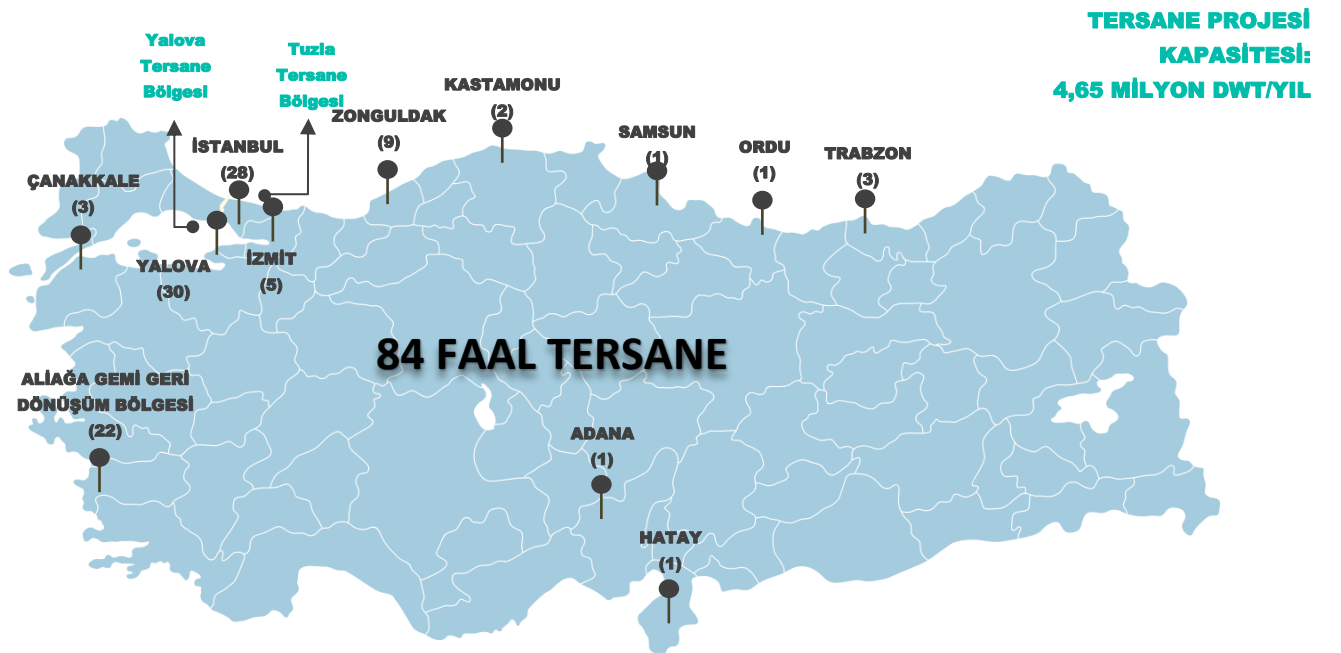 TERSANE PROJESİ
KAPASİTESİ:
4,65 MİLYON DWT/YIL
Yalova
Tersane
Bölgesi
Tuzla
Tersane
Bölgesi
KASTAMONU
(2)
ZONGULDAK
(9)
SAMSUN
(1)
ORDU
(1)
TRABZON
(3)
İSTANBUL
(28)
ÇANAKKALE
(3)
YALOVA
(30)
İZMİT
(5)
84 FAAL TERSANE
ALİAĞA GEMİ GERİ
DÖNÜŞÜM BÖLGESİ
(22)
ADANA
(1)
HATAY
(1)